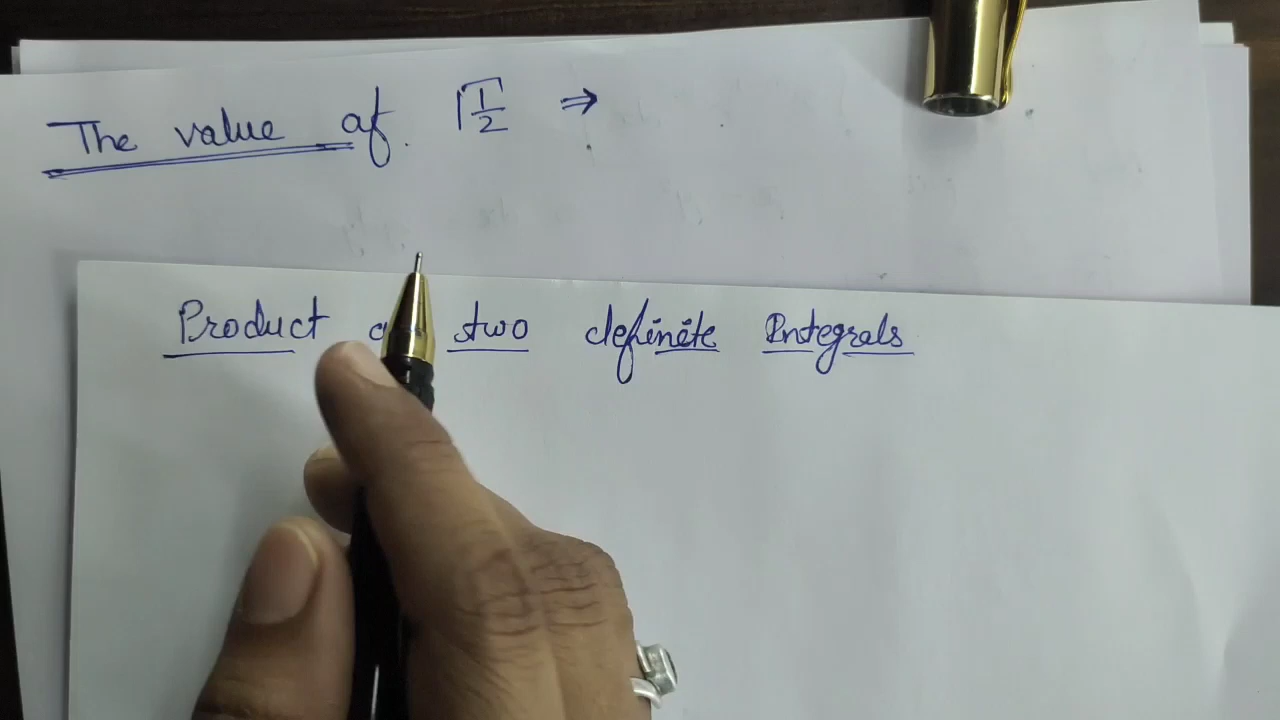 The value of. Γ1/2 ⇒
Product two definite Integrals